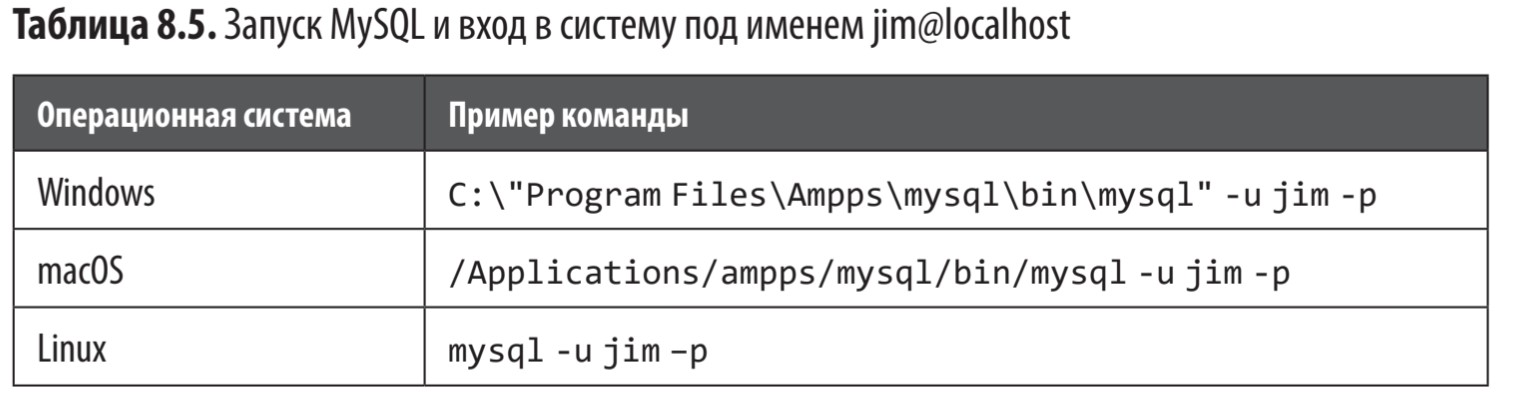 Таблица 8.5. Запуск MySQL и вход в систему под именем jim@localhost
Операционная система Пример команды
Windows C:\"Program Files\Ampps\mysql\bin\mysql" -u jim -p
macOS /Applications/ampps/mysql/bin/mysql -u jim -p
Linux mysql -u jim –p